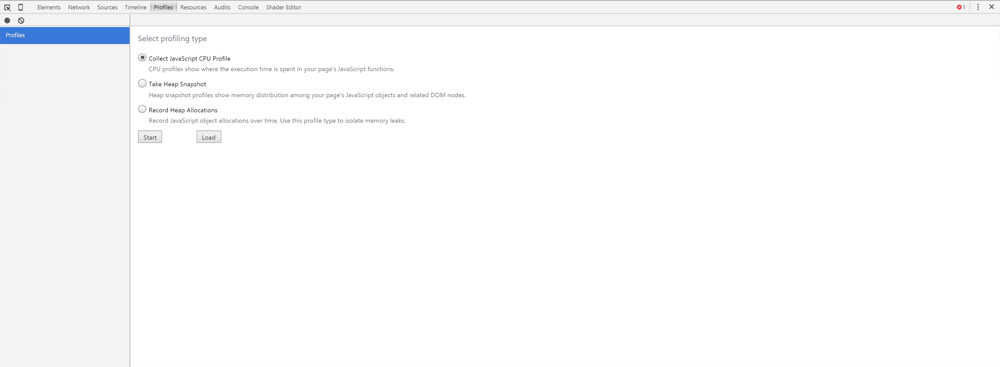 Elements Network Sources Timeline Profiles Resources Audits Console Shader Editor 1
Profiles
Select profiling type
Collect JavaScript CPU Profile
CPU profiles show where the execution time is spent in your page's JavaScript functions.
Take Heap Snapshot
Heap snapshot profiles show memory distribution among your page's JavaScript objects and related DOM nodes.
Record Heap Allocations
Record JavaScript object allocations over time. Use this profile type to isolate memory leaks.
Start Load